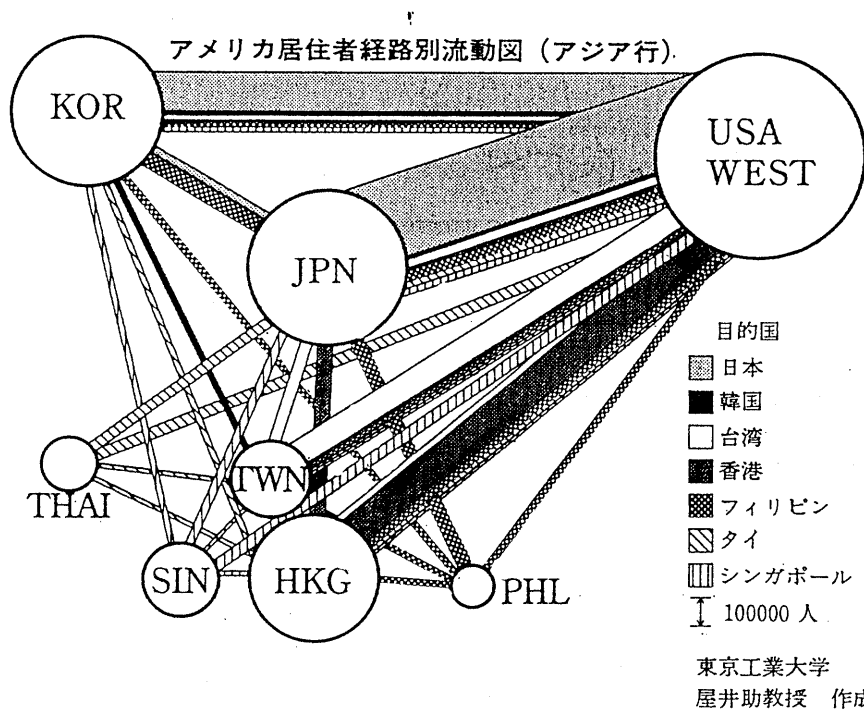 アメリカ居住者経路別流動図（アジア行）
KOR
USA
WEST
JPN
THAI
TWN
SIN
HKG
PHL
目的国
日本
韓国
台湾
香港
フィリピン
タイ
シンガポール
100000 人
東京工業大学
屋井助教授 作成